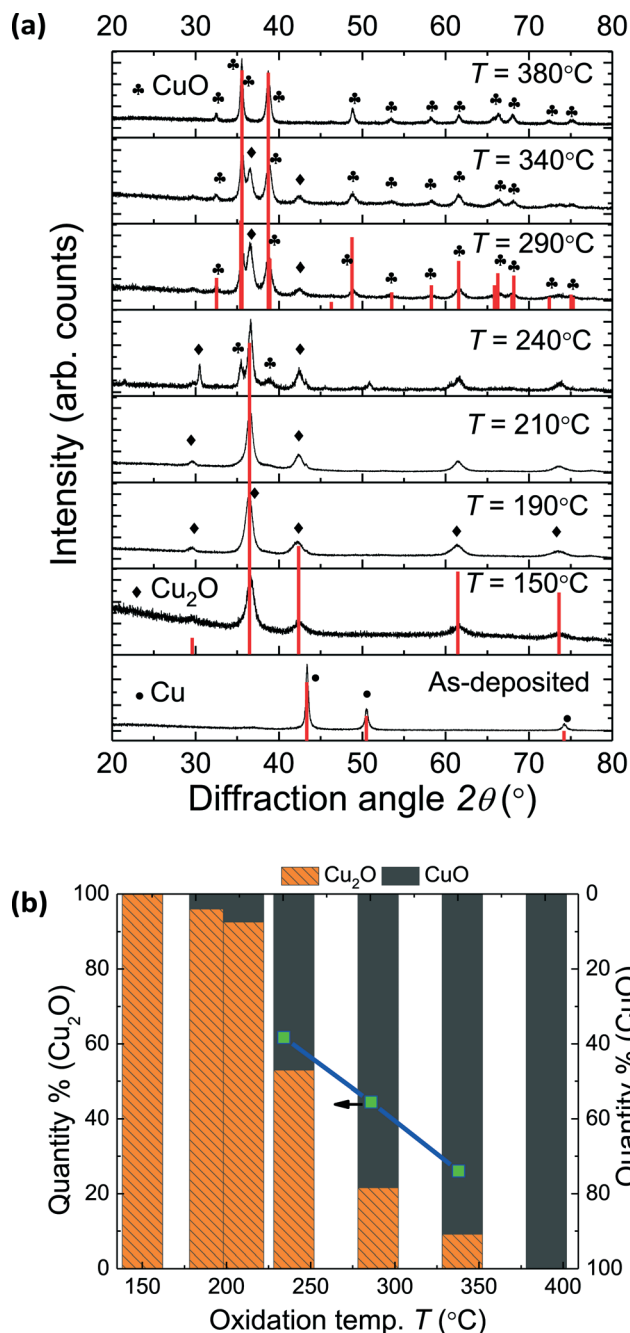 (a)
20 30 40 50 60 70 80
♣ CuO
T = 380°C
T = 340°C
T = 290°C
T = 240°C
T = 210°C
T = 190°C
♦ Cu₂O
T = 150°C
• Cu
As-deposited
Intensity (arb. counts)
20 30 40 50 60 70 80
Diffraction angle 2θ (°)
Cu₂O CuO
(b)
100
80
60
40
20
0
Quantity % (Cu₂O)
0
20
40
60
80
100
Quantity % (CuO)
150 200 250 300 350 400
Oxidation temp. T (°C)